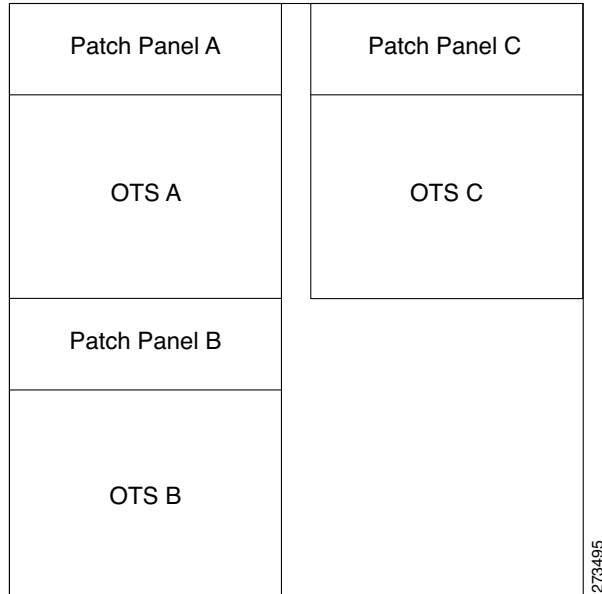 Patch Panel A
Patch Panel C
OTS A
OTS C
Patch Panel B
OTS B
273495